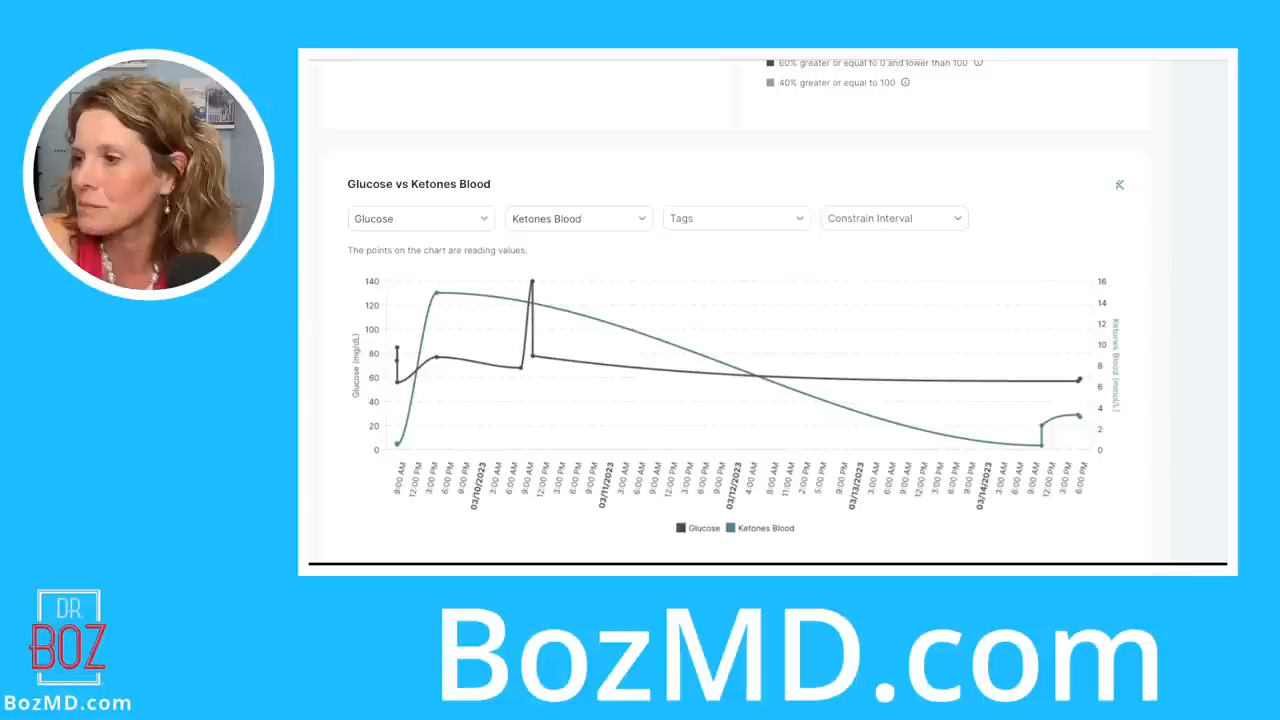 60% greater or equal to 0 and lower than 100
40% greater or equal to 100
Glucose vs Ketones Blood
Glucose
Ketones Blood
Tags
Constrain Interval
The points on the chart are reading values.
140
120
100
80
60
40
20
0
Glucose (mg/dL)
16
14
12
10
8
6
4
2
0
Ketones Blood (mmol/L)
9:00 AM
12:00 PM
3:00 PM
6:00 PM
9:00 PM
03/10/2023
3:00 AM
6:00 AM
9:00 AM
12:00 PM
3:00 PM
6:00 PM
9:00 PM
03/11/2023
3:00 AM
6:00 AM
9:00 AM
12:00 PM
3:00 PM
6:00 PM
9:00 PM
03/12/2023
4:00 AM
8:00 AM
11:00 AM
2:00 PM
5:00 PM
9:00 PM
03/13/2023
3:00 AM
6:00 AM
9:00 AM
12:00 PM
3:00 PM
6:00 PM
9:00 PM
03/14/2023
3:00 AM
6:00 AM
9:00 AM
12:00 PM
3:00 PM
6:00 PM
Glucose
Ketones Blood
DR.
BOZ
BozMD.com
BozMD.com